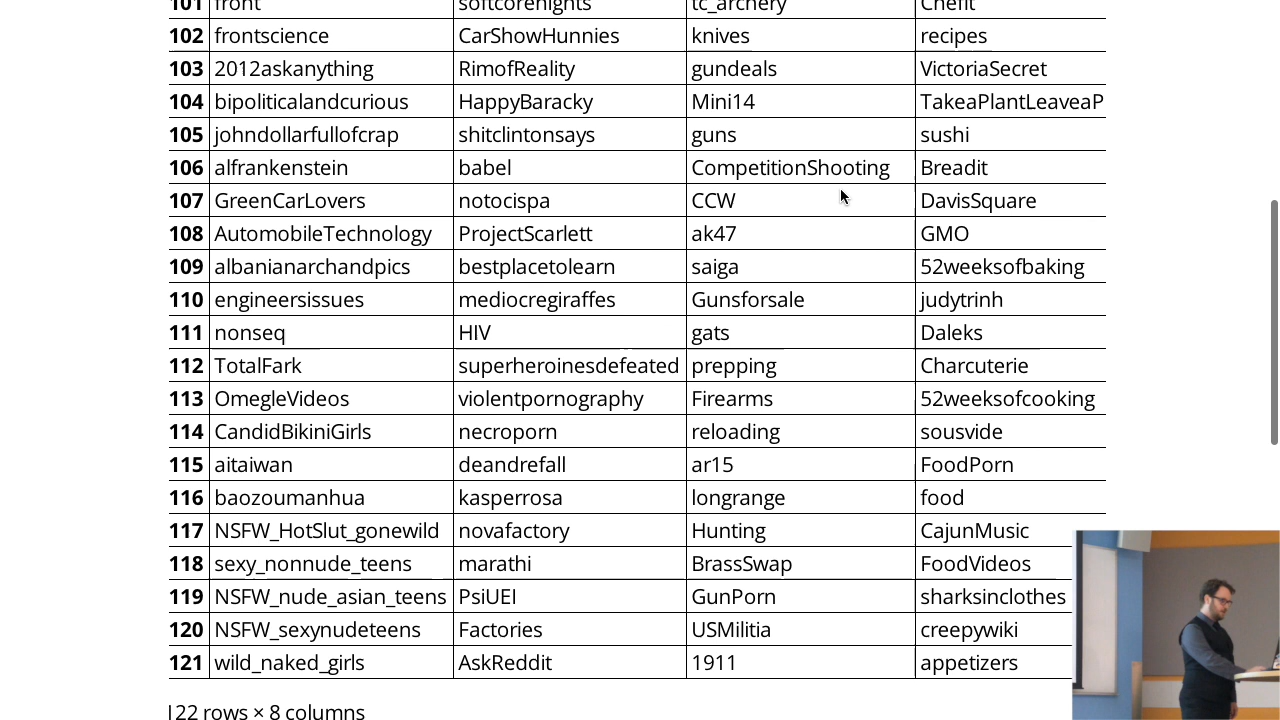 101 front softcorenights tc_archery Chefit
102 frontscience CarShowHunnies knives recipes
103 2012askanything RimofReality gundeals VictoriaSecret
104 bipoliticalandcurious HappyBaracky Mini14 TakeaPlantLeaveaP
105 johndollarfullofcrap shitclintonsays guns sushi
106 alfrankenstein babel CompetitionShooting Breadit
107 GreenCarLovers notocispa CCW DavisSquare
108 AutomobileTechnology ProjectScarlett ak47 GMO
109 albanianarchandpics bestplacetolearn saiga 52weeksofbaking
110 engineersissues mediocregiraffes Gunsforsale judytrinh
111 nonseq HIV gats Daleks
112 TotalFark superheroinesdefeated prepping Charcuterie
113 OmegleVideos violentpornography Firearms 52weeksofcooking
114 CandidBikiniGirls necroporn reloading sousvide
115 aitaiwan deandrefall ar15 FoodPorn
116 baozoumanhua kasperrosa longrange food
117 NSFW_HotSlut_gonewild novafactory Hunting CajunMusic
118 sexy_nonnude_teens marathi BrassSwap FoodVideos
119 NSFW_nude_asian_teens PsiUEI GunPorn sharksinclothes
120 NSFW_sexynudeteens Factories USMilitia creepywiki
121 wild_naked_girls AskReddit 1911 appetizers
122 rows × 8 columns